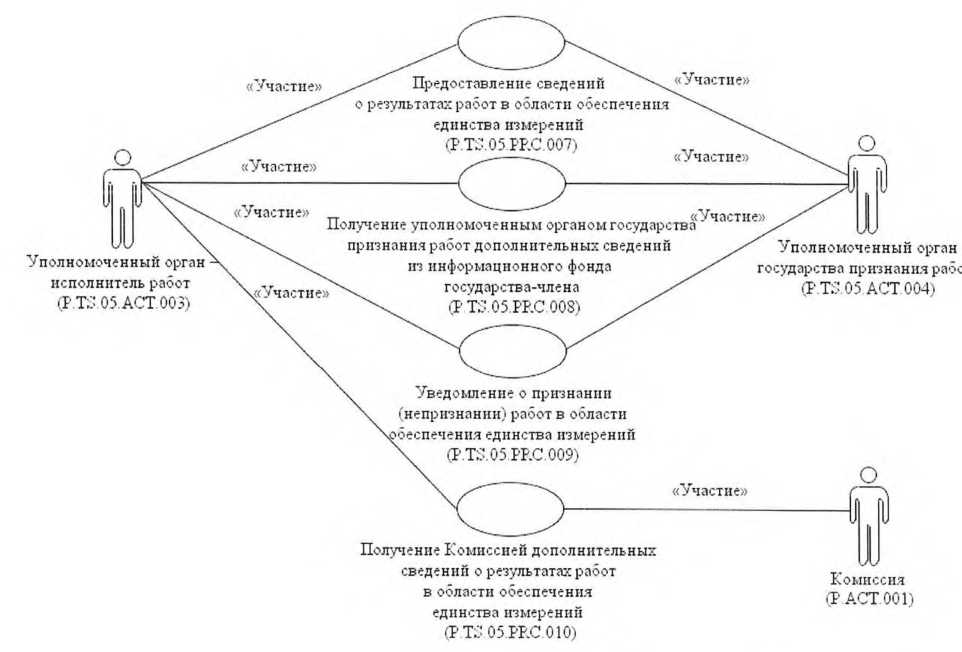 «Участие»
«Участие»
Предоставление сведений
о результатах работ в области обеспечения
единства измерений
(P.TS.05.PRC.007)
«Участие»
«Участие»
«Участие»
«Участие»
Получение уполномоченным органом государства
признания работ дополнительных сведений
из информационного фонда
государства-члена
(P.TS.05.PRC.008)
Уполномоченный орган –
исполнитель работ
(P.TS.05.ACT.003)
Уполномоченный орган
государства признания рабо
(P.TS.05.ACT.004)
«Участие»
Уведомление о признании
(непризнании) работ в области
обеспечения единства измерений
(P.TS.05.PRC.009)
«Участие»
Получение Комиссией дополнительных
сведений о результатах работ
в области обеспечения
единства измерений
(P.TS.05.PRC.010)
Комиссия
(P.ACT.001)